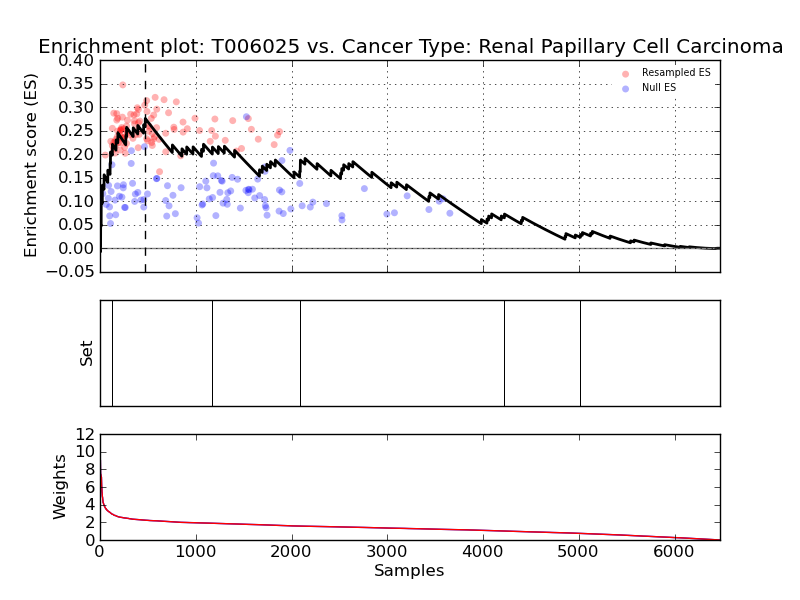 Enrichment plot: T006025 vs. Cancer Type: Renal Papillary Cell Carcinoma
Enrichment score (ES)
0.40
0.35
0.30
0.25
0.20
0.15
0.10
0.05
0.00
−0.05
Resampled ES
Null ES
Set
Weights
12
10
8
6
4
2
0
0 1000 2000 3000 4000 5000 6000
Samples